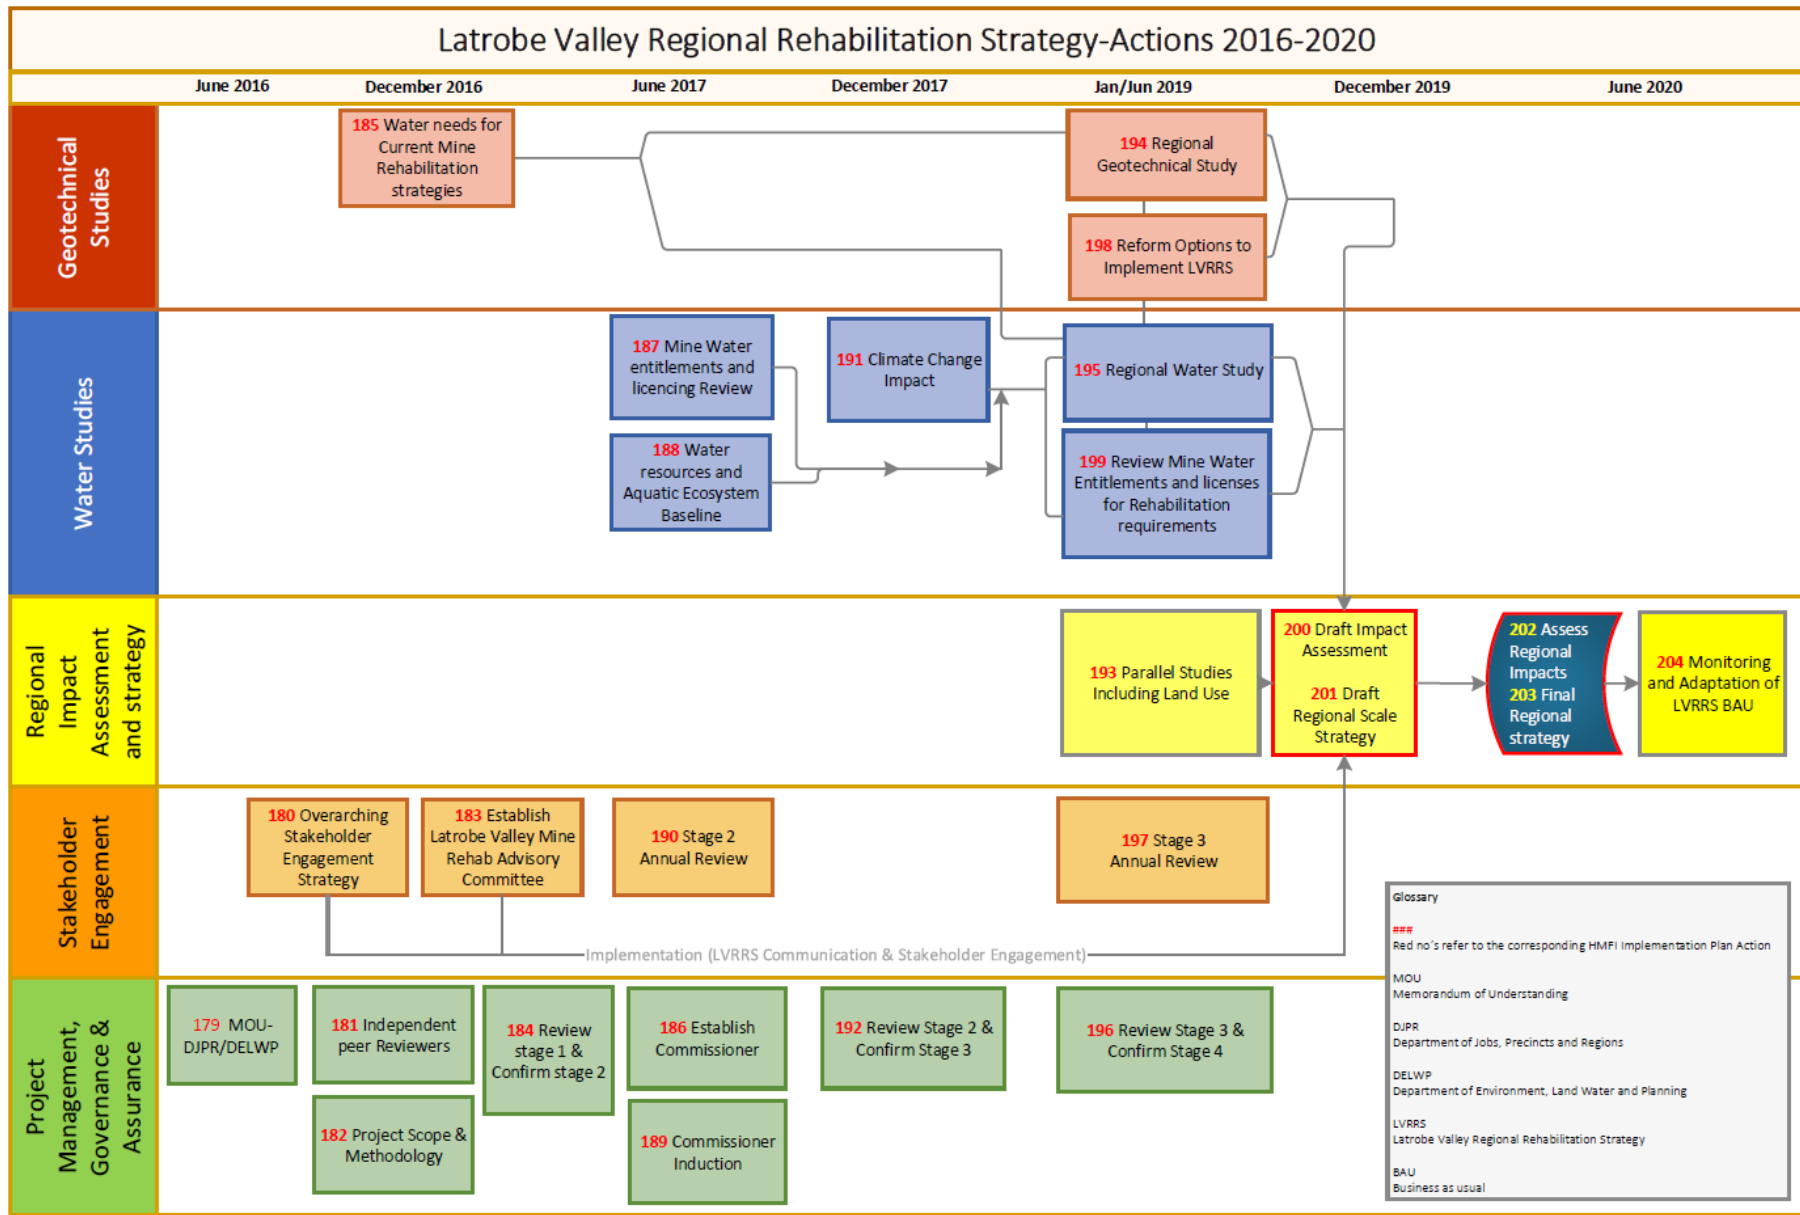 Latrobe Valley Regional Rehabilitation Strategy-Actions 2016-2020
June 2016
December 2016
June 2017
December 2017
Jan/Jun 2019
December 2019
June 2020
Geotechnical
Studies
185 Water needs for
Current Mine
Rehabilitation
strategies
194 Regional
Geotechnical Study
198 Reform Options to
Implement LVRRS
Water Studies
187 Mine Water
entitlements and
licencing Review
188 Water
resources and
Aquatic Ecosystem
Baseline
191 Climate Change
Impact
195 Regional Water Study
199 Review Mine Water
Entitlements and licenses
for Rehabilitation
requirements
Regional
Impact
Assessment
and strategy
193 Parallel Studies
Including Land Use
200 Draft Impact
Assessment
201 Draft
Regional Scale
Strategy
202 Assess
Regional
Impacts
203 Final
Regional
strategy
204 Monitoring
and Adaptation of
LVRRS BAU
Stakeholder
Engagement
180 Overarching
Stakeholder
Engagement
Strategy
183 Establish
Latrobe Valley Mine
Rehab Advisory
Committee
190 Stage 2
Annual Review
197 Stage 3
Annual Review
Implementation (LVRRS Communication & Stakeholder Engagement)
Project
Management,
Governance &
Assurance
179 MOU-
DJPR/DELWP
181 Independent
peer Reviewers
182 Project Scope &
Methodology
184 Review
stage 1 &
Confirm stage 2
186 Establish
Commissioner
189 Commissioner
Induction
192 Review Stage 2 &
Confirm Stage 3
196 Review Stage 3 &
Confirm Stage 4
Glossary
###
Red no's refer to the corresponding HMFI Implementation Plan Action
MOU
Memorandum of Understanding
DJPR
Department of Jobs, Precincts and Regions
DELWP
Department of Environment, Land Water and Planning
LVRRS
Latrobe Valley Regional Rehabilitation Strategy
BAU
Business as usual